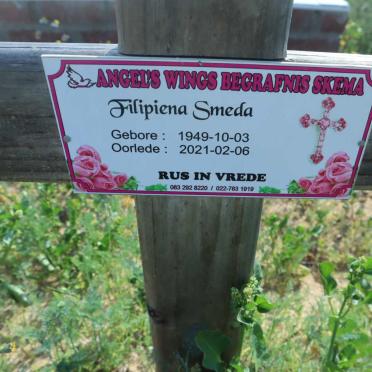 ANGEL'S WINGS BEGRAFNIS SKEMA
Filipiena Smeda
Gebore : 1949-10-03
Oorlede : 2021-02-06
RUS IN VREDE
083 292 8220 / 022-783 1919